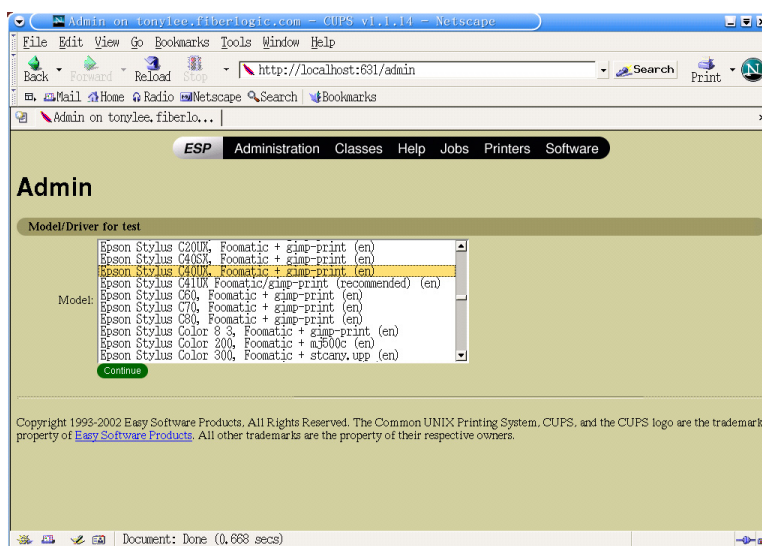 Admin on tonylee.fiberlogic.com - CUPS v1.1.14 - Netscape
File Edit View Go Bookmarks Tools Window Help
Back Forward Reload Stop http://localhost:631/admin Search Print
Mail Home Radio Netscape Search Bookmarks
Admin on tonylee.fiberlo...
ESP Administration Classes Help Jobs Printers Software
Admin
Model/Driver for test
Epson Stylus C20UX, Foomatic + gimp-print (en)
Epson Stylus C40SX, Foomatic + gimp-print (en)
Epson Stylus C40UX, Foomatic + gimp-print (en)
Epson Stylus C41UX Foomatic/gimp-print (recommended) (en)
Model:
Epson Stylus C60, Foomatic + gimp-print (en)
Epson Stylus C70, Foomatic + gimp-print (en)
Epson Stylus C80, Foomatic + gimp-print (en)
Epson Stylus Color 8 3, Foomatic + gimp-print (en)
Epson Stylus Color 200, Foomatic + mj500c (en)
Epson Stylus Color 300, Foomatic + stcany.upp (en)
Continue
Copyright 1993-2002 Easy Software Products, All Rights Reserved. The Common UNIX Printing System, CUPS, and the CUPS logo are the trademark
property of Easy Software Products. All other trademarks are the property of their respective owners.
Document: Done (0.668 secs)